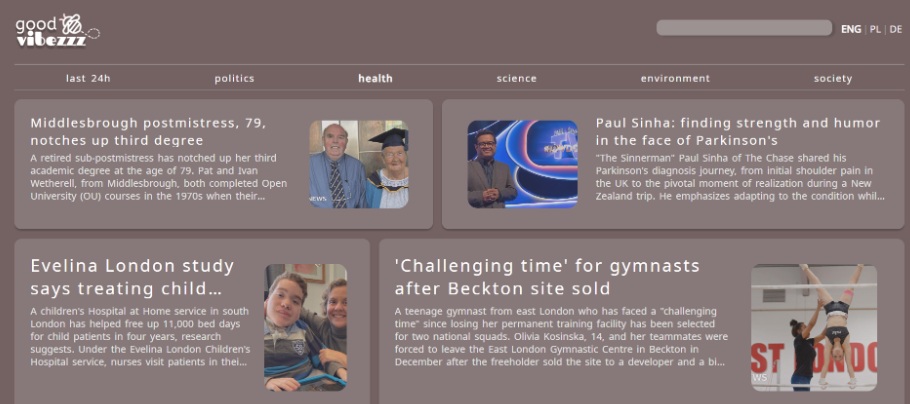 good
vibezzz
ENG | PL | DE
last 24h
politics
health
science
environment
society
Middlesbrough postmistress, 79,
notches up third degree
A retired sub-postmistress has notched up her third
academic degree at the age of 79. Pat and Ivan
Wetherell, from Middlesbrough, both completed Open
University (OU) courses in the 1970s when their...
EWS
Paul Sinha: finding strength and humor
in the face of Parkinson's
"The Sinnerman" Paul Sinha of The Chase shared his
Parkinson's diagnosis journey, from initial shoulder pain in
the UK to the pivotal moment of realization during a New
Zealand trip. He emphasizes adapting to the condition whil...
Evelina London study
says treating child...
A children's Hospital at Home service in south
London has helped free up 11,000 bed days
for child patients in four years, research
suggests. Under the Evelina London Children's
Hospital service, nurses visit patients in thei...
'Challenging time' for gymnasts
after Beckton site sold
A teenage gymnast from east London who has faced a "challenging
time" since losing her permanent training facility has been selected
for two national squads. Olivia Kosinska, 14, and her teammates were
forced to leave the East London Gymnastic Centre in Beckton in
December after the freeholder sold the site to a developer and a bi...
ST LONDO
WS